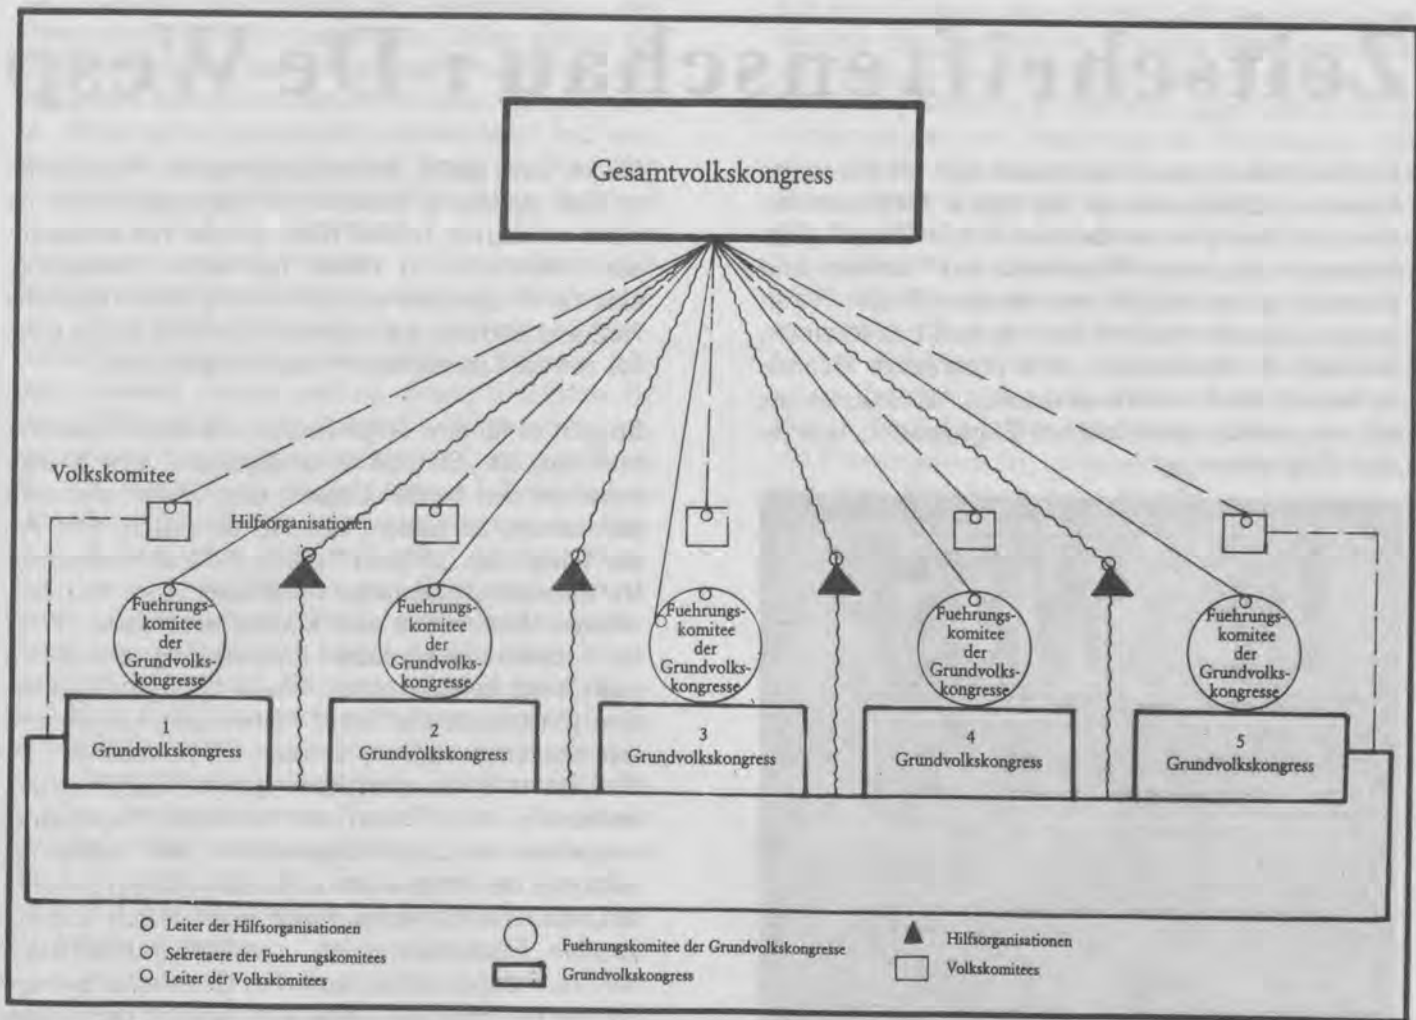 Gesamtvolkskongress
Volkskomitee
Hilfsorganisationen
Fuehrungs-
komitee
der
Grundvolks-
kongresse
Fuehrungs-
komitee
der
Grundvolks-
kongresse
Fuehrungs-
komitee
der
Grundvolks-
kongresse
Fuehrungs-
komitee
der
Grundvolks-
kongresse
Fuehrungs-
komitee
der
Grundvolks-
kongresse
1
Grundvolkskongress
2
Grundvolkskongress
3
Grundvolkskongress
4
Grundvolkskongress
5
Grundvolkskongress
Leiter der Hilfsorganisationen
Sekretaere der Fuehrungskomitees
Leiter der Volkskomitees
Fuehrungskomitee der Grundvolkskongresse
Grundvolkskongress
Hilfsorganisationen
Volkskomitees